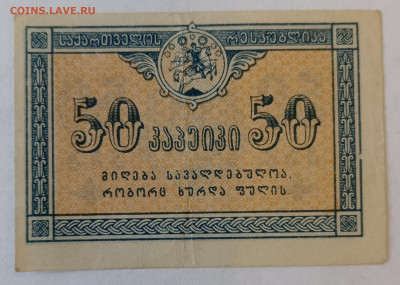 COINS.LAVE.RU
საქართველოს რესპუბლიკა
50 კაპეიკი 50
მიღება სავალდებულოა,
როგორც ხურდა ფულის.